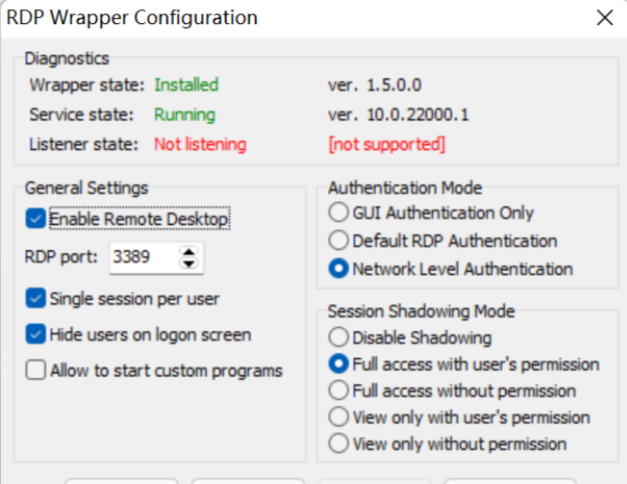 RDP Wrapper Configuration
Diagnostics
Wrapper state: Installed ver. 1.5.0.0
Service state: Running ver. 10.0.22000.1
Listener state: Not listening [not supported]
General Settings
Enable Remote Desktop
RDP port: 3389
Single session per user
Hide users on logon screen
Allow to start custom programs
Authentication Mode
GUI Authentication Only
Default RDP Authentication
Network Level Authentication
Session Shadowing Mode
Disable Shadowing
Full access with user's permission
Full access without permission
View only with user's permission
View only without permission